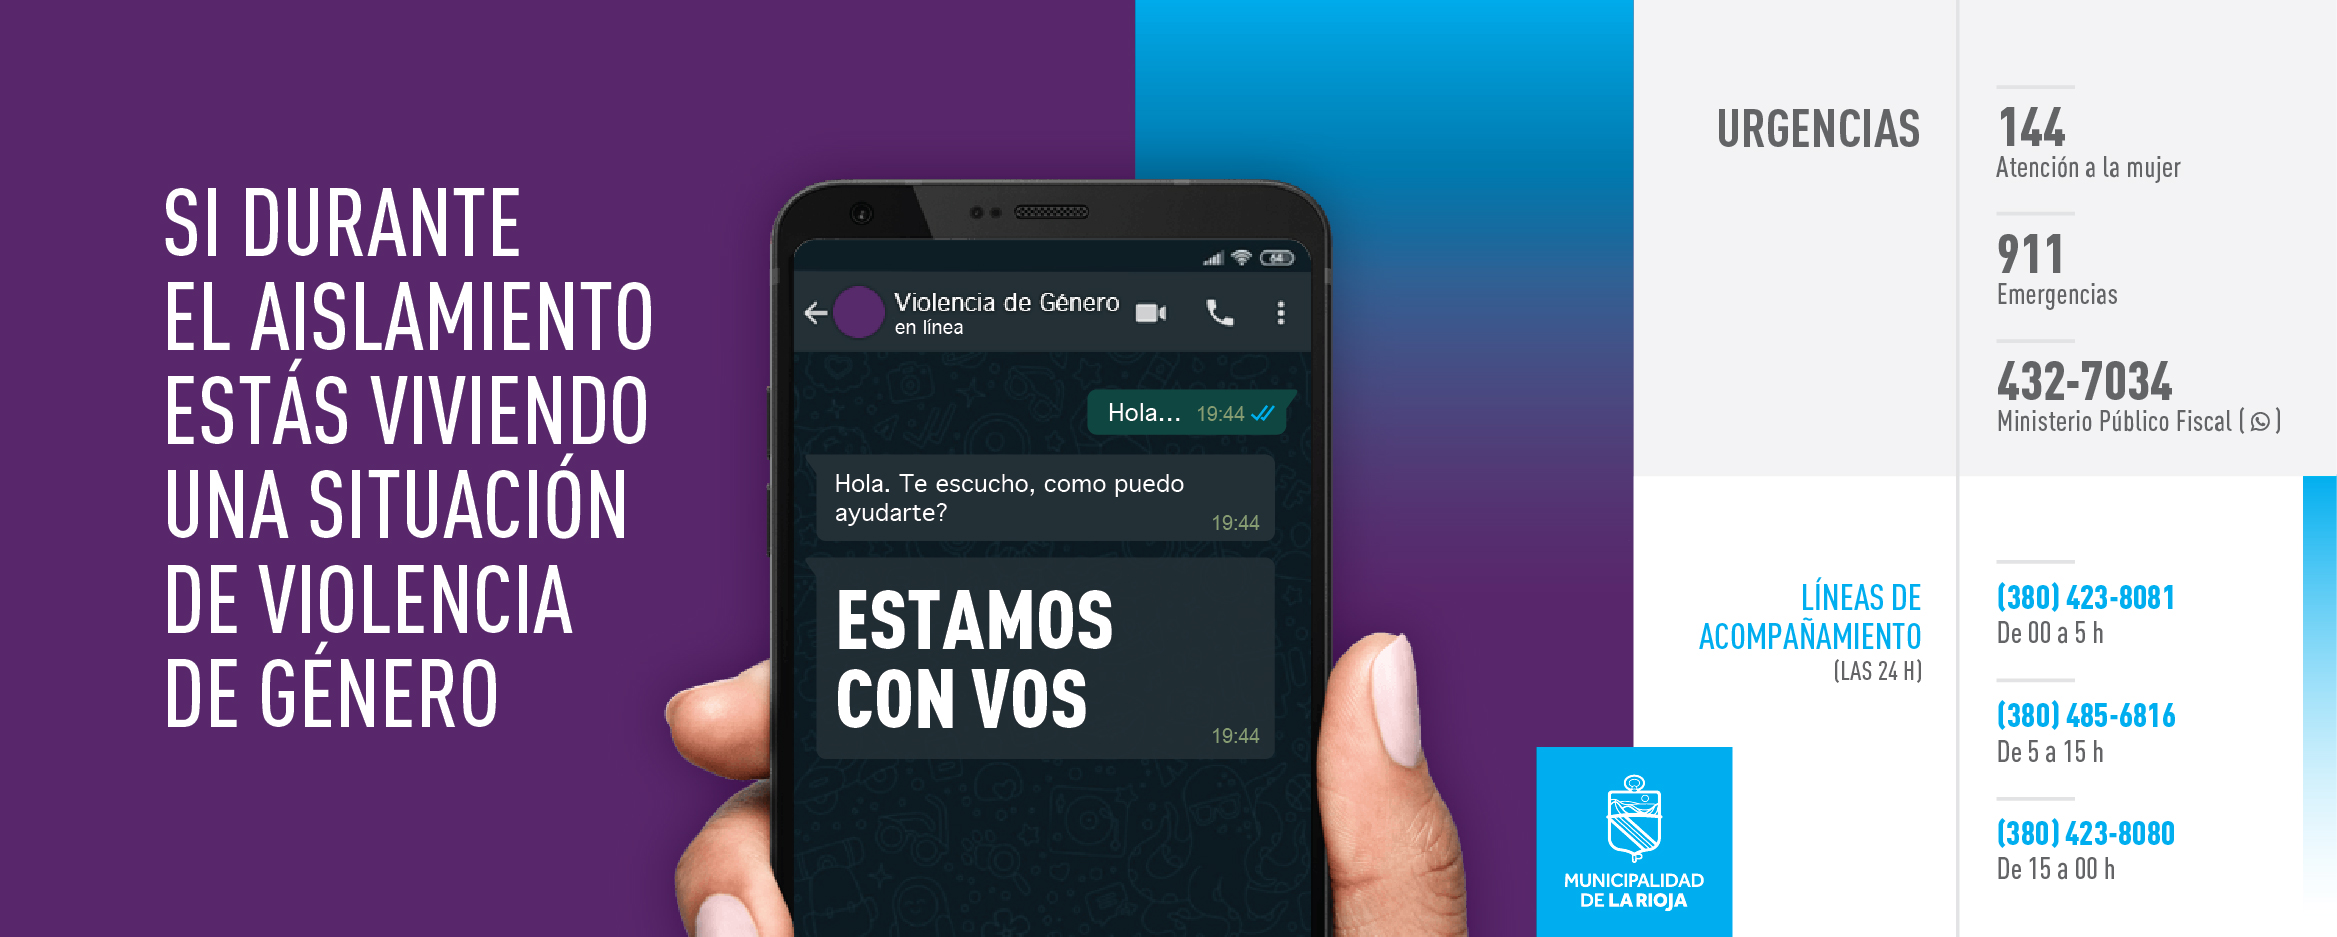 SI DURANTE
EL AISLAMIENTO
ESTÁS VIVIENDO
UNA SITUACIÓN
DE VIOLENCIA
DE GÉNERO
64
Violencia de Género
en línea
Hola... 19:44
Hola. Te escucho, como puedo
ayudarte?
19:44
ESTAMOS
CON VOS
19:44
URGENCIAS
144
Atención a la mujer
911
Emergencias
432-7034
Ministerio Público Fiscal ( )
LÍNEAS DE
ACOMPAÑAMIENTO
(LAS 24 H)
(380) 423-8081
De 00 a 5 h
(380) 485-6816
De 5 a 15 h
(380) 423-8080
De 15 a 00 h
MUNICIPALIDAD
DE LA RIOJA